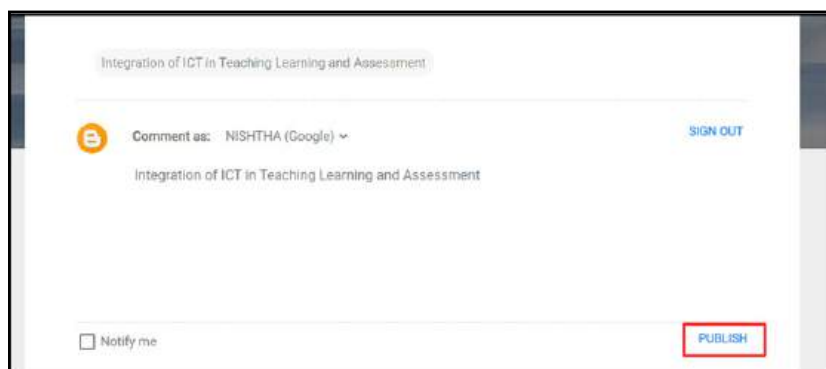 Integration of ICT in Teaching Learning and Assessment
Comment as: NISHTHA (Google)
SIGN OUT
Integration of ICT in Teaching Learning and Assessment
Notify me
PUBLISH